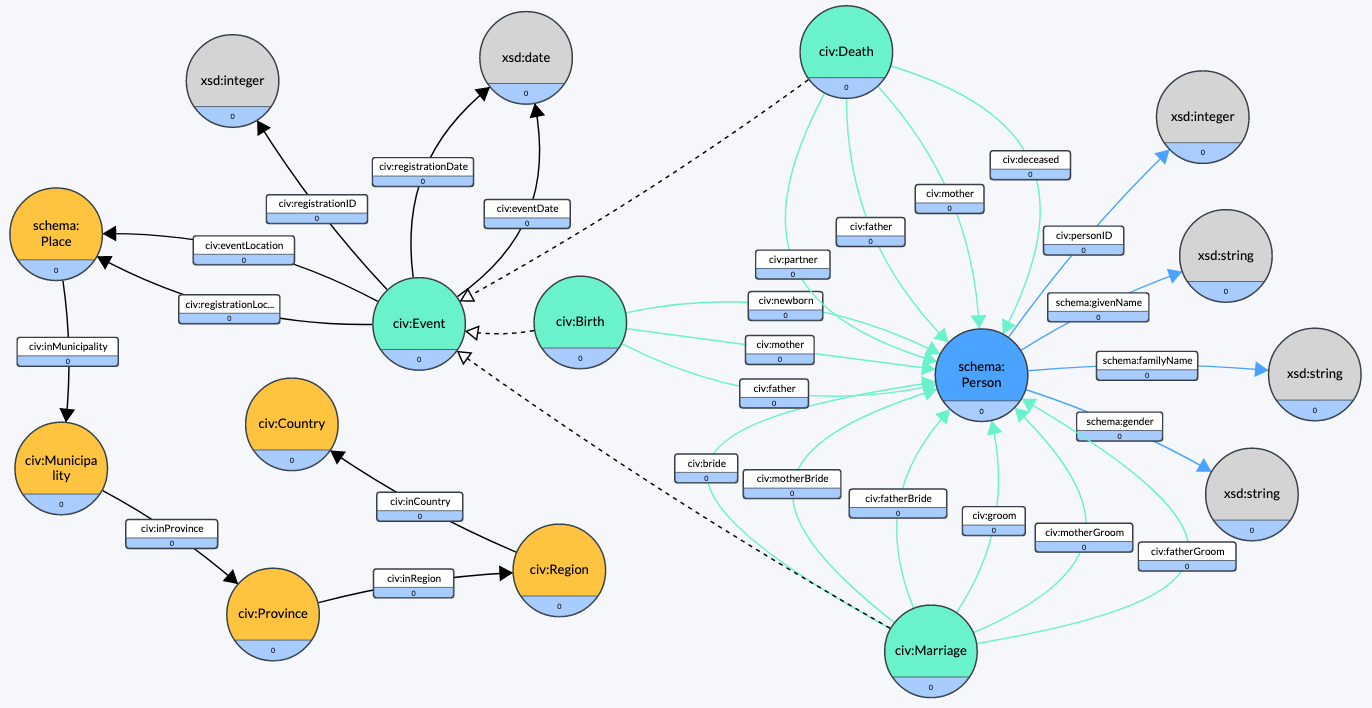 civ:Death
0
xsd:integer
0
xsd:date
0
xsd:integer
0
civ:registrationDate
0
civ:deceased
0
civ:mother
0
civ:registrationID
0
civ:eventDate
0
civ:father
0
civ:personID
0
schema:
Place
0
civ:eventLocation
0
civ:partner
0
xsd:string
0
civ:registrationLoc...
0
civ:newborn
0
schema:givenName
0
civ:Event
0
civ:Birth
0
civ:inMunicipality
0
civ:mother
0
schema:familyName
0
schema:
Person
0
xsd:string
0
civ:father
0
civ:Country
0
schema:gender
0
civ:Municipa
lity
0
civ:bride
0
civ:motherBride
0
civ:fatherBride
0
xsd:string
0
civ:inCountry
0
civ:groom
0
civ:inProvince
0
civ:motherGroom
0
civ:fatherGroom
0
civ:inRegion
0
civ:Region
0
civ:Province
0
civ:Marriage
0